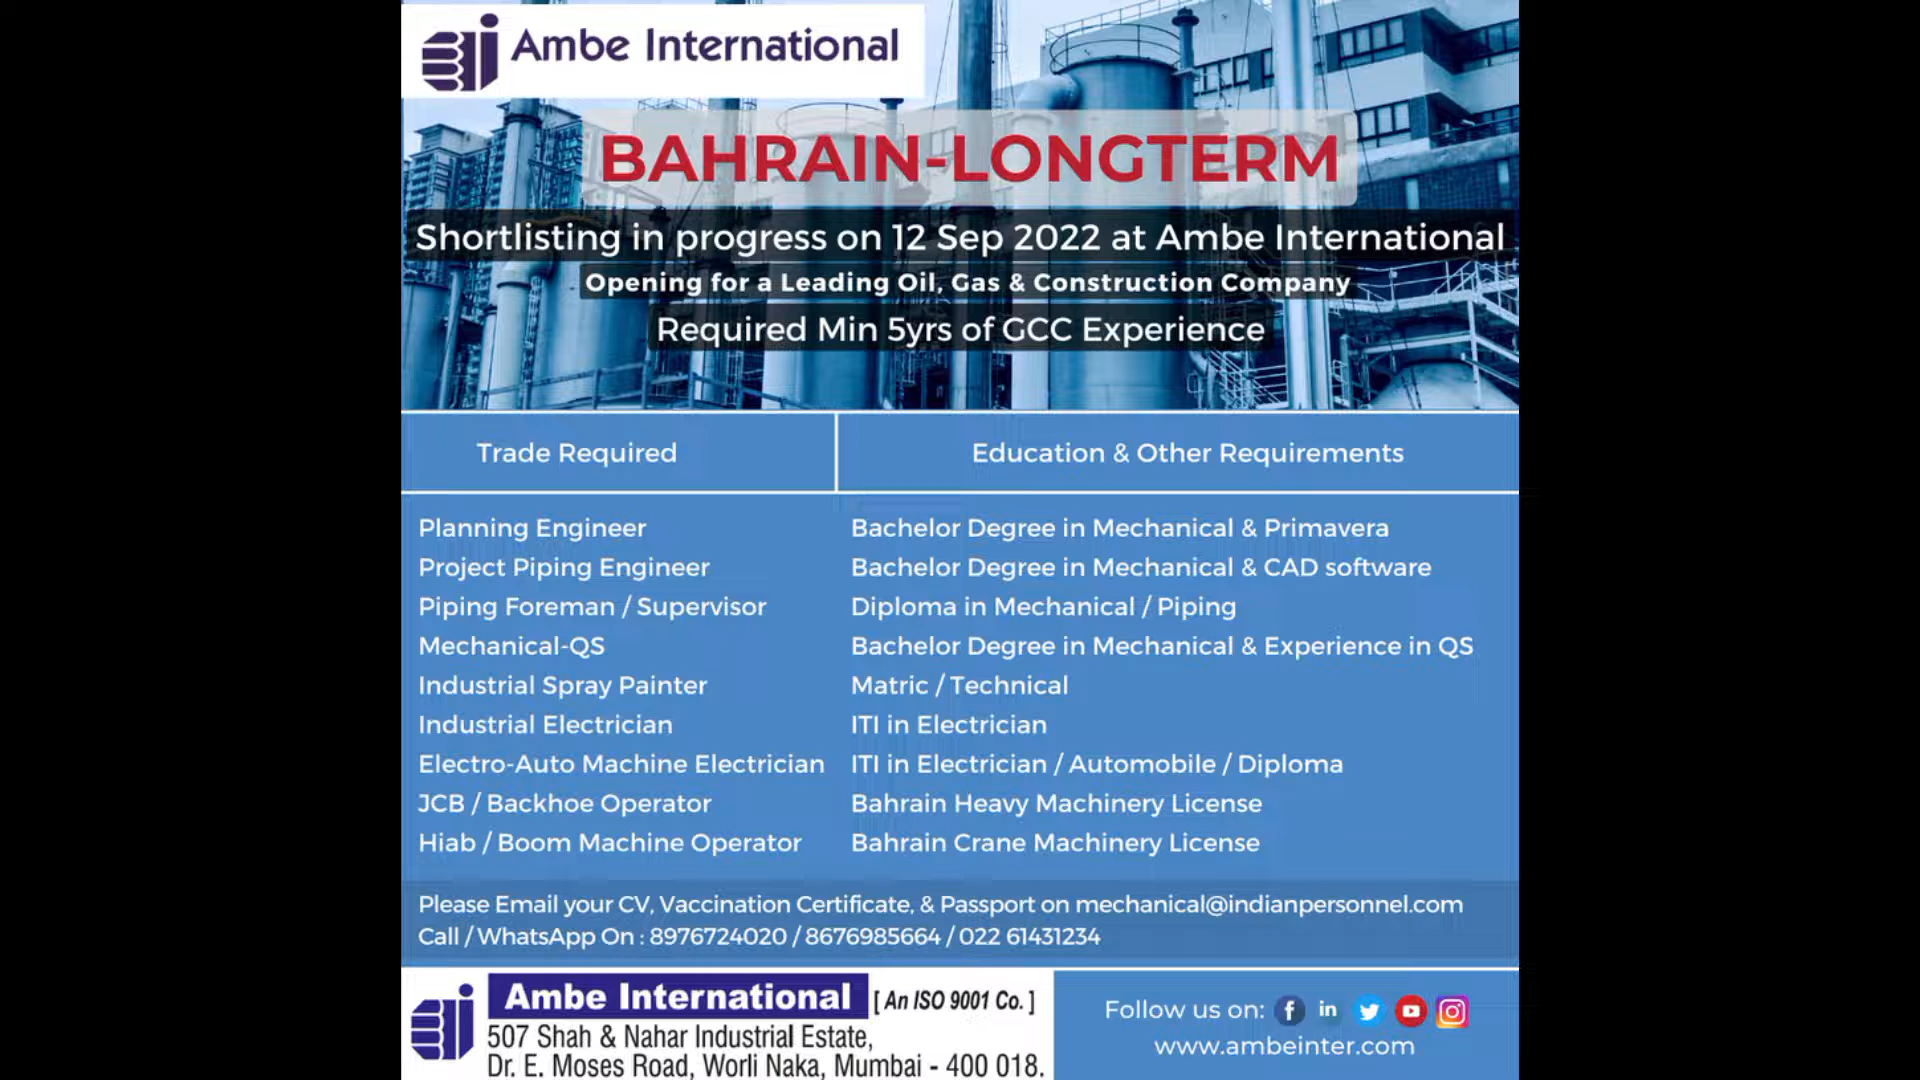 Ambe International
BAHRAIN-LONGTERM
Shortlisting in progress on 12 Sep 2022 at Ambe International
Opening for a Leading Oil, Gas & Construction Company
Required Min 5yrs of GCC Experience
Trade Required Education & Other Requirements
Planning Engineer Bachelor Degree in Mechanical & Primavera
Project Piping Engineer Bachelor Degree in Mechanical & CAD software
Piping Foreman / Supervisor Diploma in Mechanical / Piping
Mechanical-QS Bachelor Degree in Mechanical & Experience in QS
Industrial Spray Painter Matric / Technical
Industrial Electrician ITI in Electrician
Electro-Auto Machine Electrician ITI in Electrician / Automobile / Diploma
JCB / Backhoe Operator Bahrain Heavy Machinery License
Hiab / Boom Machine Operator Bahrain Crane Machinery License
Please Email your CV, Vaccination Certificate, & Passport on mechanical@indianpersonnel.com
Call / WhatsApp On : 8976724020 / 8676985664 / 022 61431234
Ambe International [ An ISO 9001 Co. ]
507 Shah & Nahar Industrial Estate,
Dr. E. Moses Road, Worli Naka, Mumbai - 400 018.
Follow us on:
www.ambeinter.com